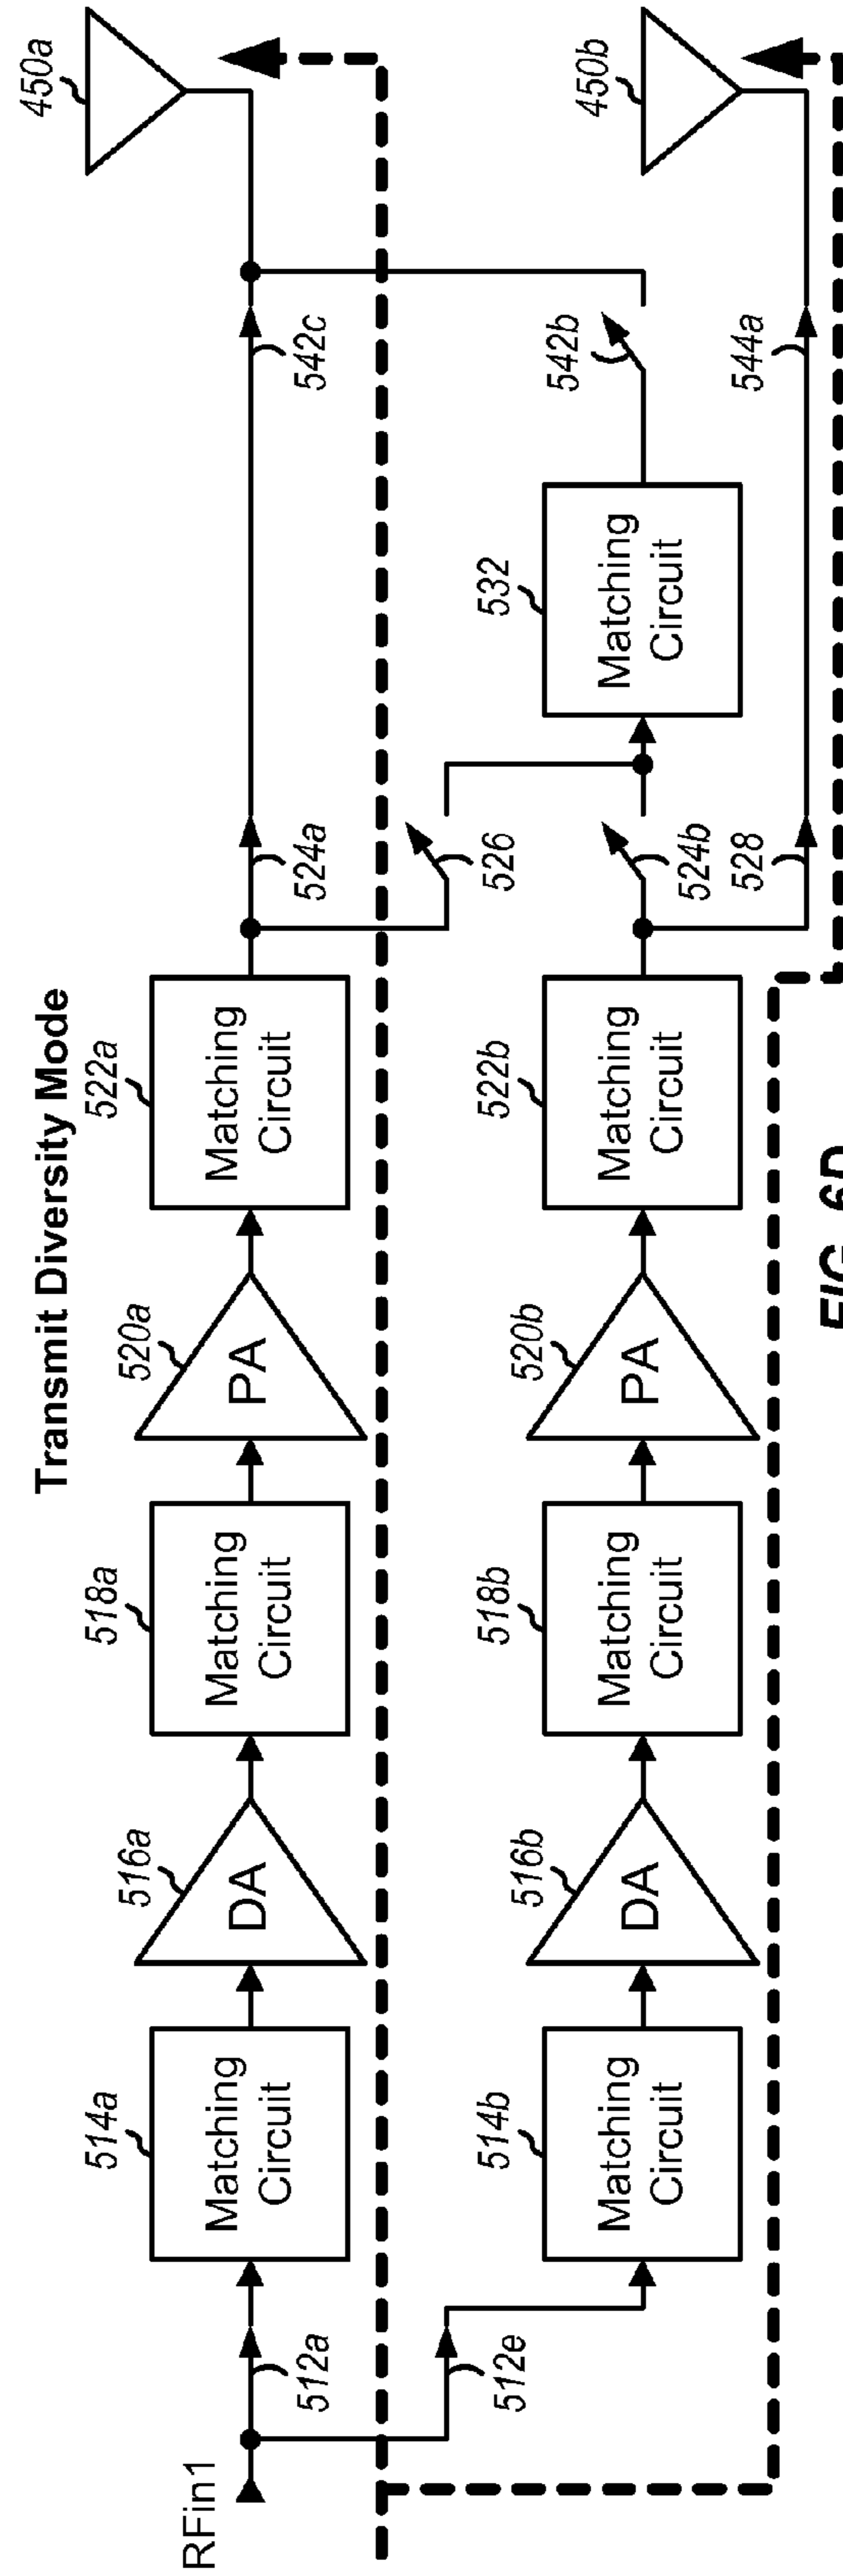 Transmit Diversity Mode
RFin1
512a
514a
Matching
Circuit
516a
DA
518a
Matching
Circuit
520a
PA
522a
Matching
Circuit
524a
542c
450a
512e
526
514b
Matching
Circuit
516b
DA
518b
Matching
Circuit
520b
PA
522b
Matching
Circuit
524b
528
532
Matching
Circuit
542b
544a
450b
FIG. 6D